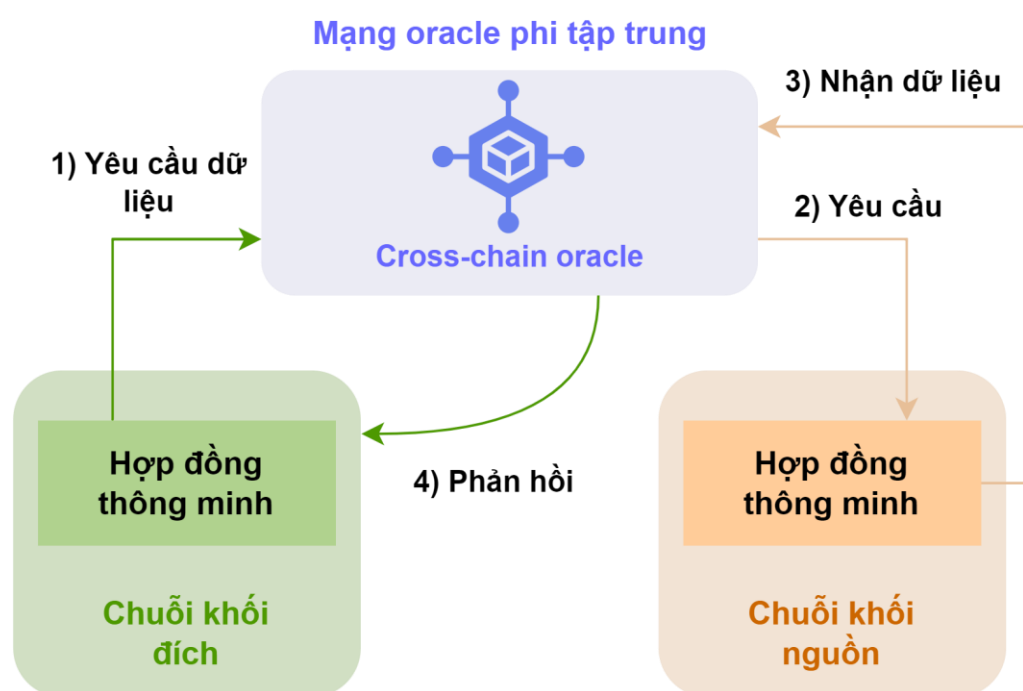 Mạng oracle phi tập trung
3) Nhận dữ liệu
1) Yêu cầu dữ
liệu
2) Yêu cầu
Cross-chain oracle
Hợp đồng
thông minh
4) Phản hồi
Hợp đồng
thông minh
Chuỗi khối
đích
Chuỗi khối
nguồn